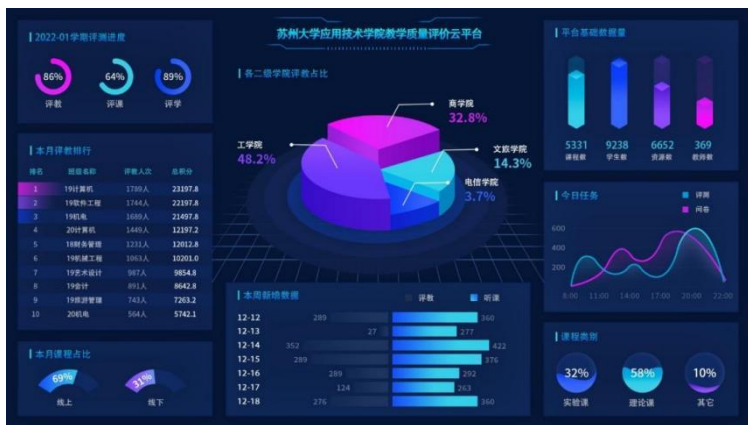 苏州大学应用技术学院教学质量评价云平台
2022-01学期评测进度
86%
64%
89%
评教
评课
评学
本月评教排行
排名 班级名称 评教人次 总积分
1 19计算机 1789人 23197.8
2 19软件工程 1744人 22197.8
3 19机电 1689人 21497.8
4 20计算机 1449人 12197.2
5 18财务管理 1231人 12012.8
6 19机械工程 1063人 10201.0
7 19艺术设计 987人 9854.8
8 19会计 891人 8642.8
9 19旅游管理 743人 7263.2
10 20机电 564人 5742.1
本月课程占比
69%
31%
线上
线下
各二级学院评教占比
商学院
32.8%
工学院
48.2%
文旅学院
14.3%
电信学院
3.7%
本周新增数据
评教 听课
12-12 289 360
12-13 27 277
12-14 352 422
12-15 289 376
12-16 289 292
12-17 124 263
12-18 276 360
平台基础数据量
5331 9238 6652 369
课程数 学生数 资源数 教师数
今日任务
评测
问卷
600
400
200
8:00 11:00 14:00 17:00 20:00 22:00
课程类别
32%
58%
10%
实验课
理论课
其它